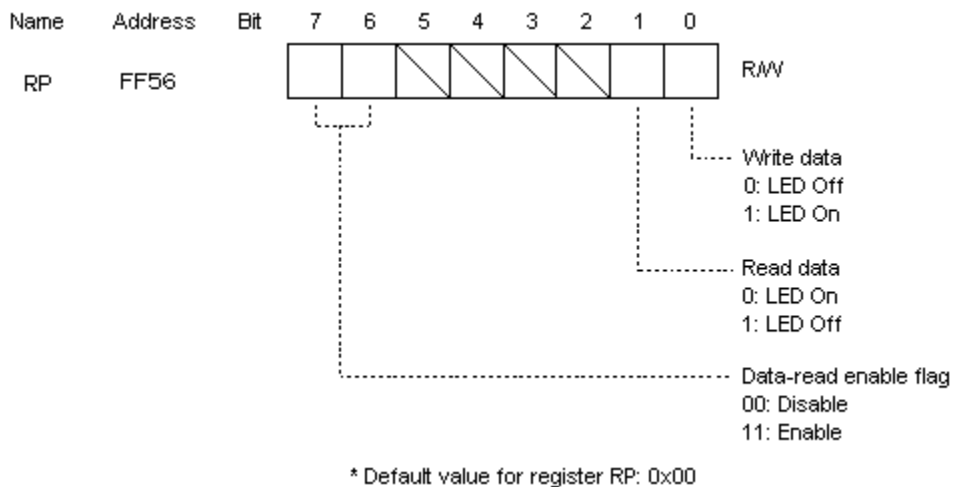 Name Address Bit 7 6 5 4 3 2 1 0
RP FF56 R/W
Write data
0: LED Off
1: LED On
Read data
0: LED On
1: LED Off
Data-read enable flag
00: Disable
11: Enable
* Default value for register RP: 0x00